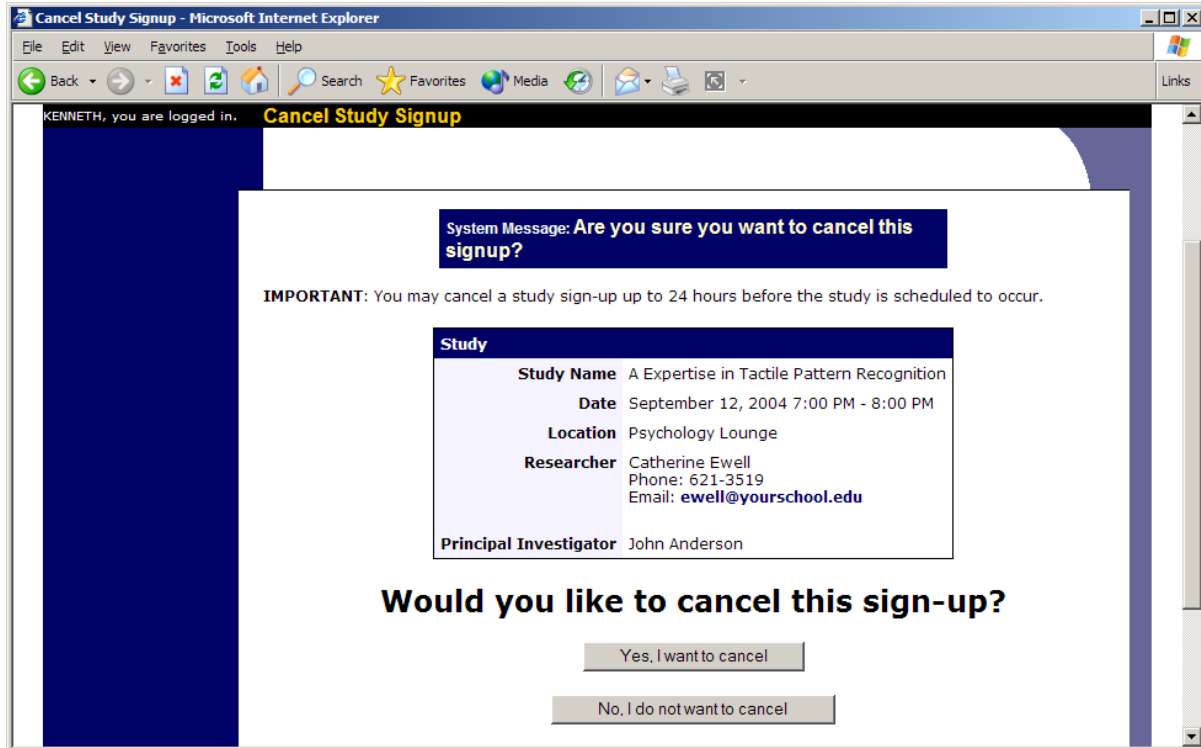 Cancel Study Signup - Microsoft Internet Explorer
File Edit View Favorites Tools Help
Back Search Favorites Media Links
KENNETH, you are logged in. Cancel Study Signup
System Message: Are you sure you want to cancel this
signup?
IMPORTANT: You may cancel a study sign-up up to 24 hours before the study is scheduled to occur.
Study
Study Name A Expertise in Tactile Pattern Recognition
Date September 12, 2004 7:00 PM - 8:00 PM
Location Psychology Lounge
Researcher Catherine Ewell
Phone: 621-3519
Email: ewell@yourschool.edu
Principal Investigator John Anderson
Would you like to cancel this sign-up?
Yes, I want to cancel
No, I do not want to cancel